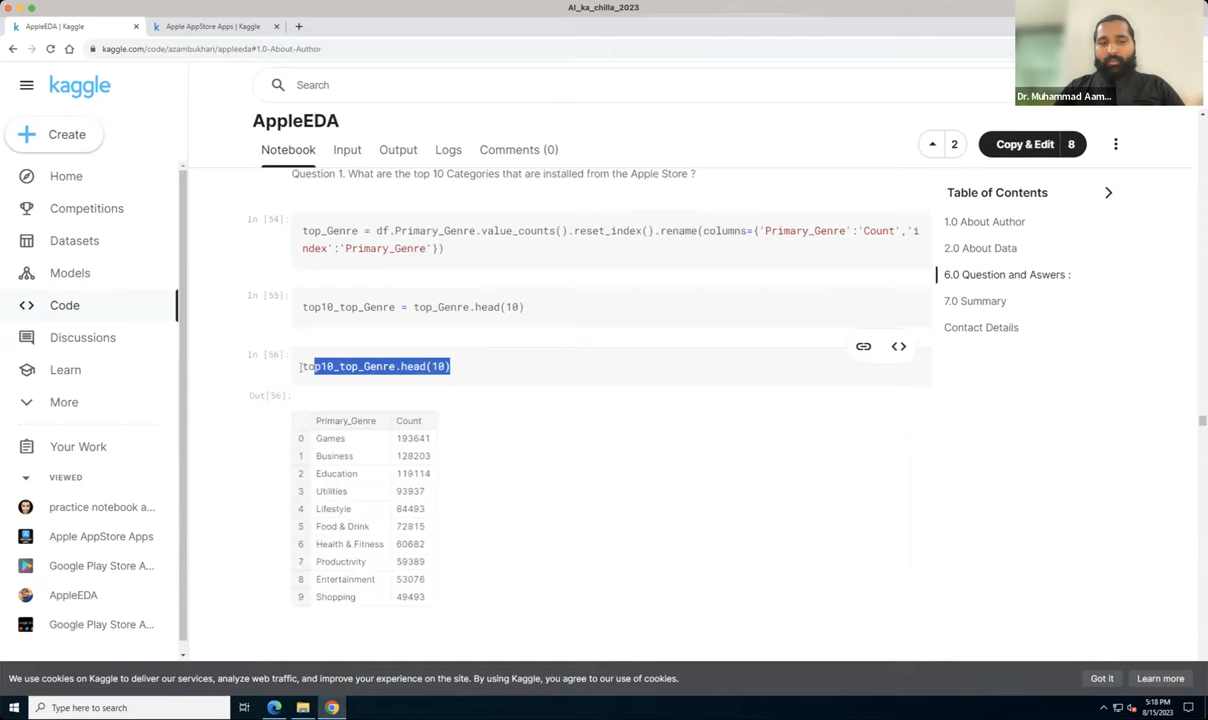 AI_ka_chilla_2023
AppleEDA | Kaggle
Apple AppStore Apps | Kaggle
kaggle.com/code/azambukhari/appleeda#1.0-About-Author
Dr. Muhammad Aam...
kaggle
Search
Create
Home
Competitions
Datasets
Models
Code
Discussions
Learn
More
Your Work
VIEWED
practice notebook a...
Apple AppStore Apps
Google Play Store A...
AppleEDA
Google Play Store A...
AppleEDA
Notebook
Input
Output
Logs
Comments (0)
2
Copy & Edit
8
Question 1. What are the top 10 Categories that are installed from the Apple Store ?
In [54]:
top_Genre = df.Primary_Genre.value_counts().reset_index().rename(columns={'Primary_Genre':'Count','i
ndex':'Primary_Genre'})
In [55]:
top10_top_Genre = top_Genre.head(10)
In [56]:
top10_top_Genre.head(10)
Out[56]:
Primary_Genre Count
0 Games 193641
1 Business 128203
2 Education 119114
3 Utilities 93937
4 Lifestyle 84493
5 Food & Drink 72815
6 Health & Fitness 60682
7 Productivity 59389
8 Entertainment 53076
9 Shopping 49493
Table of Contents
1.0 About Author
2.0 About Data
6.0 Question and Aswers :
7.0 Summary
Contact Details
We use cookies on Kaggle to deliver our services, analyze web traffic, and improve your experience on the site. By using Kaggle, you agree to our use of cookies.
Got it
Learn more
Type here to search
5:18 PM
8/15/2023